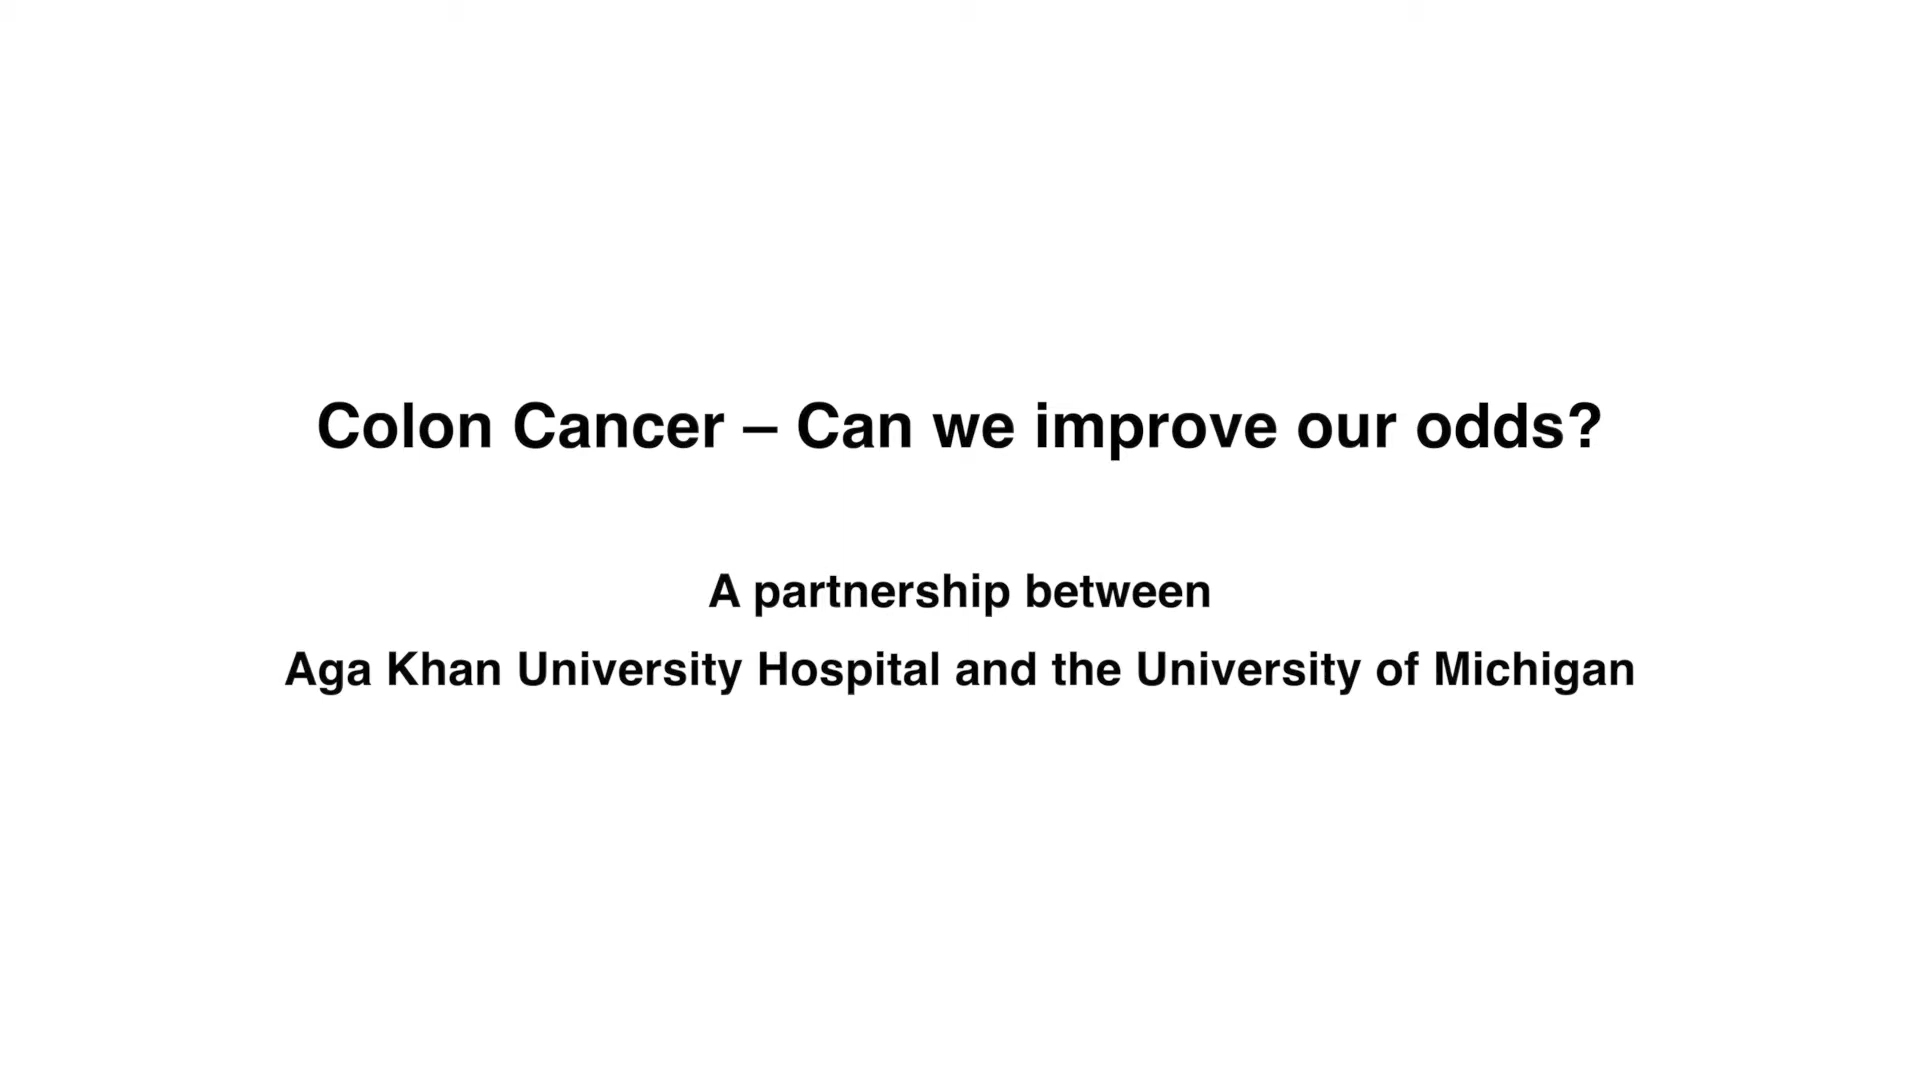 Colon Cancer – Can we improve our odds?
A partnership between
Aga Khan University Hospital and the University of Michigan